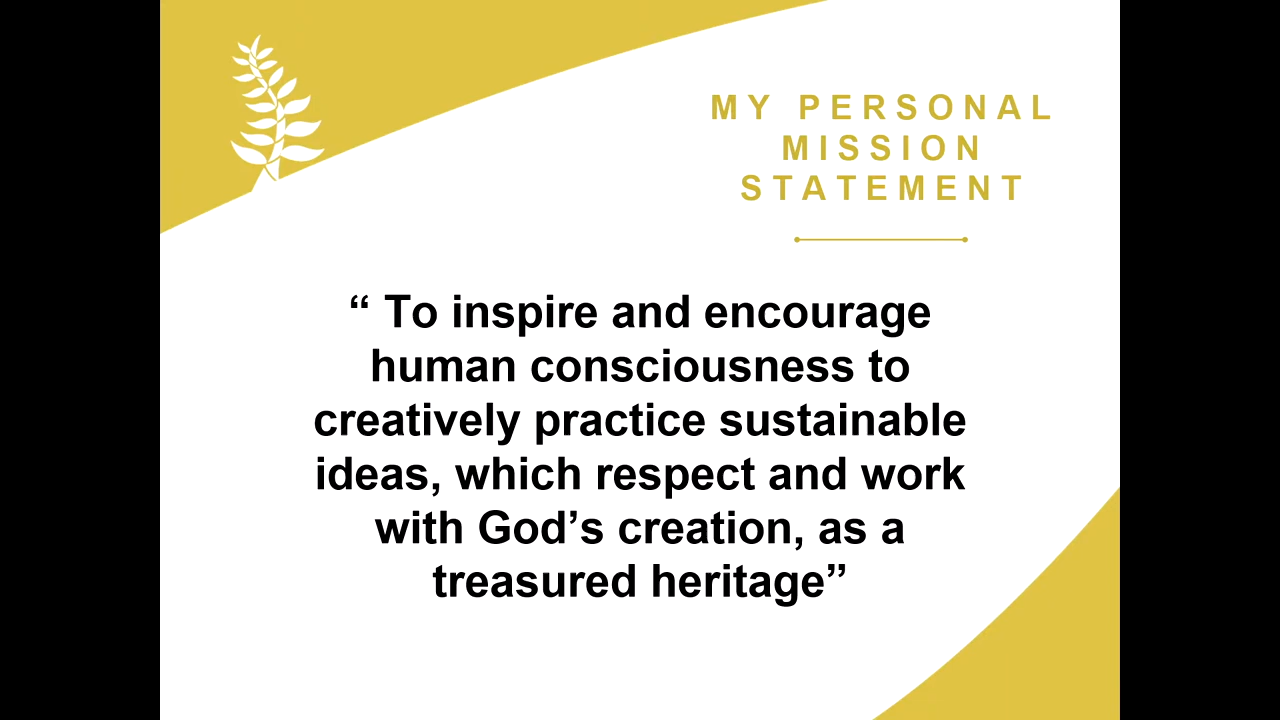 MY PERSONAL
MISSION
STATEMENT
“ To inspire and encourage
human consciousness to
creatively practice sustainable
ideas, which respect and work
with God’s creation, as a
treasured heritage”